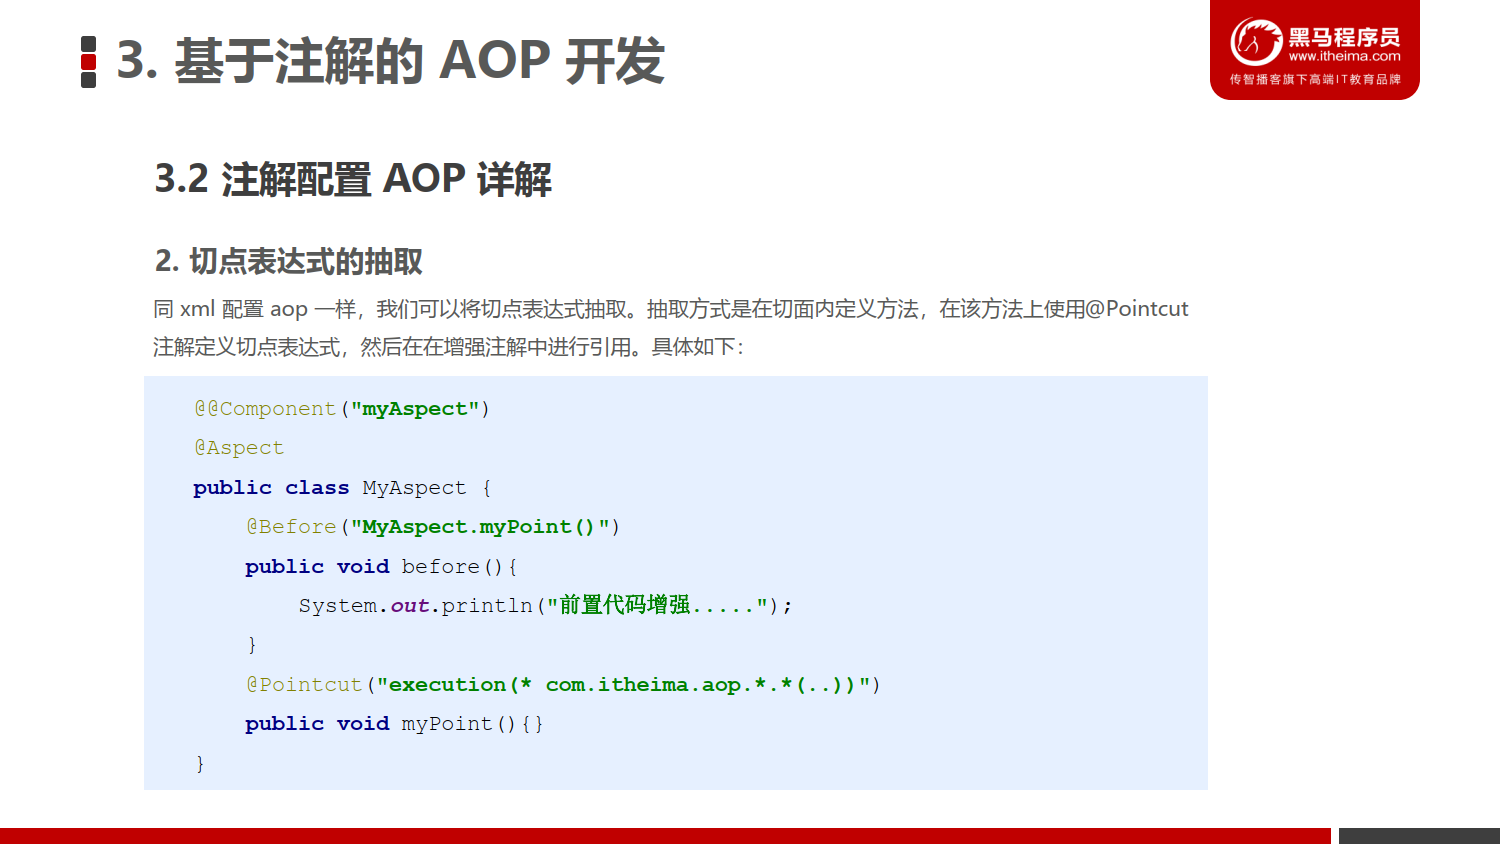 3. 基于注解的 AOP 开发
黑马程序员
www.itheima.com
传智播客旗下高端IT教育品牌
3.2 注解配置 AOP 详解
2. 切点表达式的抽取
同 xml 配置 aop 一样，我们可以将切点表达式抽取。抽取方式是在切面内定义方法，在该方法上使用@Pointcut
注解定义切点表达式，然后在在增强注解中进行引用。具体如下：
@@Component("myAspect")
@Aspect
public class MyAspect {
    @Before("MyAspect.myPoint()")
    public void before(){
        System.out.println("前置代码增强.....");
    }
    @Pointcut("execution(* com.itheima.aop.*.*(..))")
    public void myPoint(){}
}